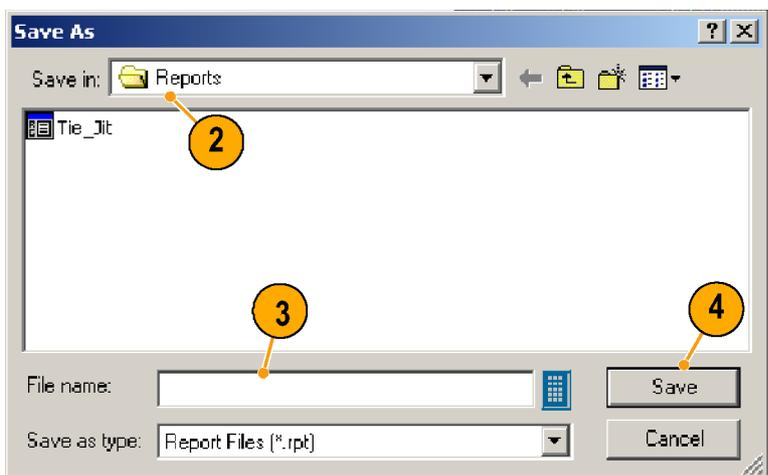 Save As
Save in: Reports
2
Tie_Jit
3
4
File name:
Save
Save as type: Report Files (*.rpt)
Cancel